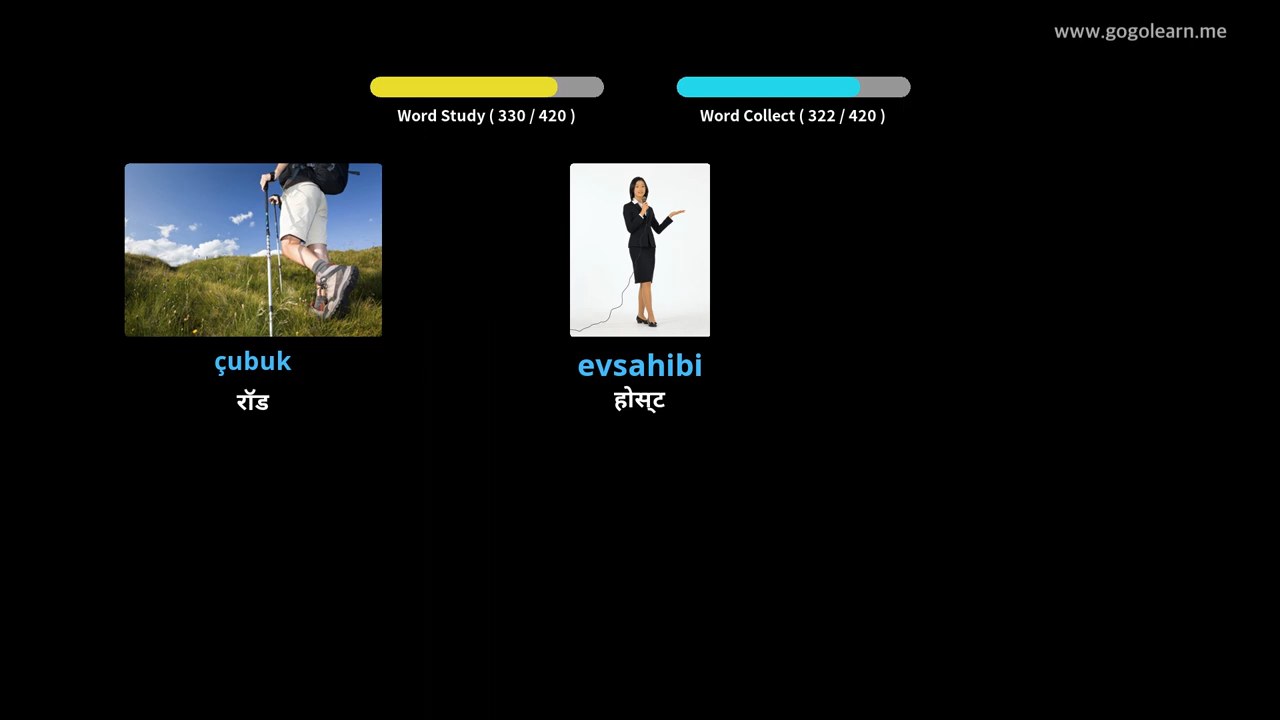 www.gogolearn.me
Word Study ( 330 / 420 )
Word Collect ( 322 / 420 )
çubuk
रॉड
evsahibi
होस्ट